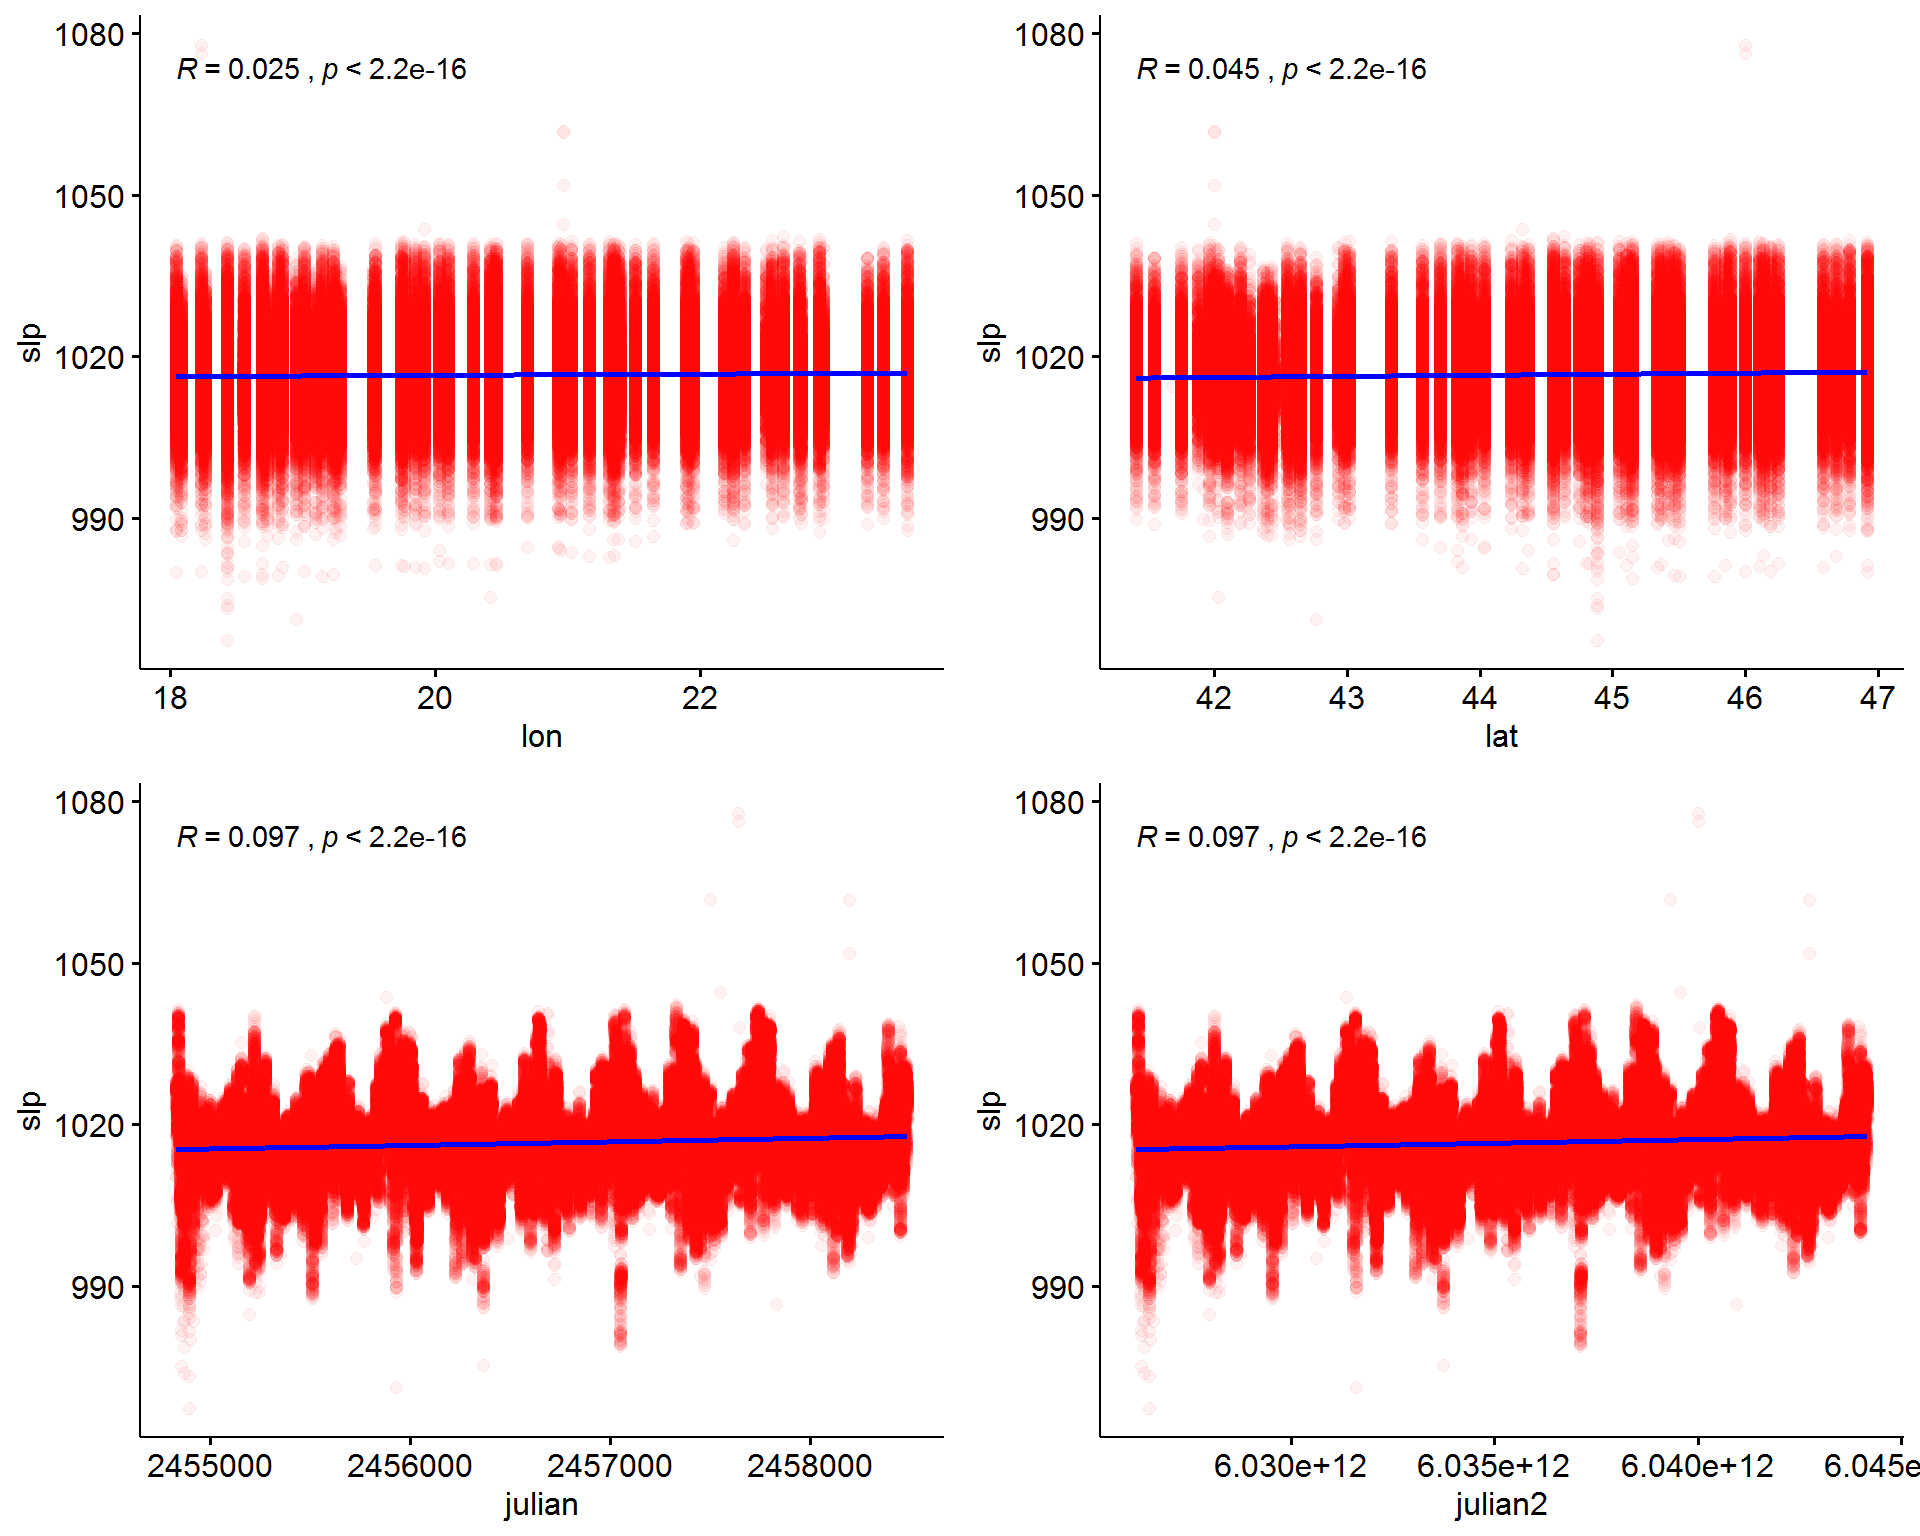 1080
1050
1020
990
slp
R = 0.025 , p < 2.2e-16
18 20 22
lon
1080
1050
1020
990
slp
R = 0.045 , p < 2.2e-16
42 43 44 45 46 47
lat
1080
1050
1020
990
slp
R = 0.097 , p < 2.2e-16
2455000 2456000 2457000 2458000
julian
1080
1050
1020
990
slp
R = 0.097 , p < 2.2e-16
6.030e+12 6.035e+12 6.040e+12 6.045e
julian2